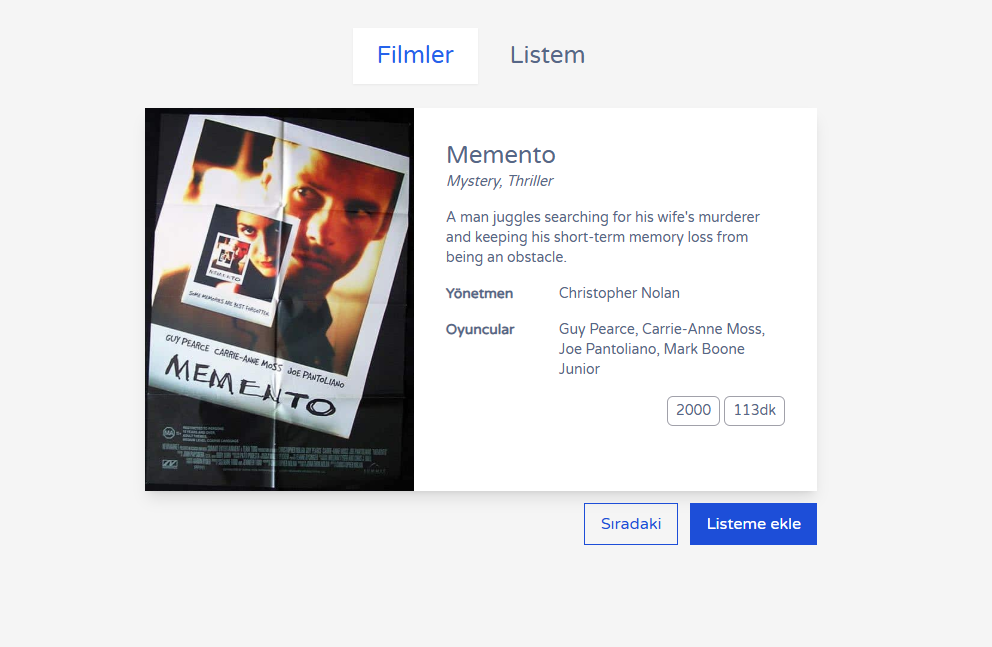 Filmler
Listem
SOME MEMORIES ARE BEST FORGOTTEN
GUY PEARCE CARRIE-ANNE MOSS JOE PANTOLIANO
MEMENTO
Memento
Mystery, Thriller
A man juggles searching for his wife's murderer
and keeping his short-term memory loss from
being an obstacle.
Yönetmen
Christopher Nolan
Oyuncular
Guy Pearce, Carrie-Anne Moss,
Joe Pantoliano, Mark Boone
Junior
2000
113dk
Sıradaki
Listeme ekle